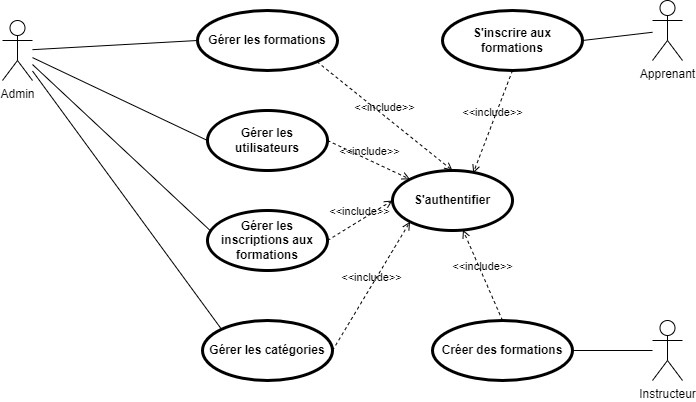 Gérer les formations
S'inscrire aux
formations
Admin
Apprenant
<<include>>
<<include>>
Gérer les
utilisateurs
<<include>>
S'authentifier
<<include>>
Gérer les
inscriptions aux
formations
<<include>>
<<include>>
Gérer les catégories
Créer des formations
Instructeur